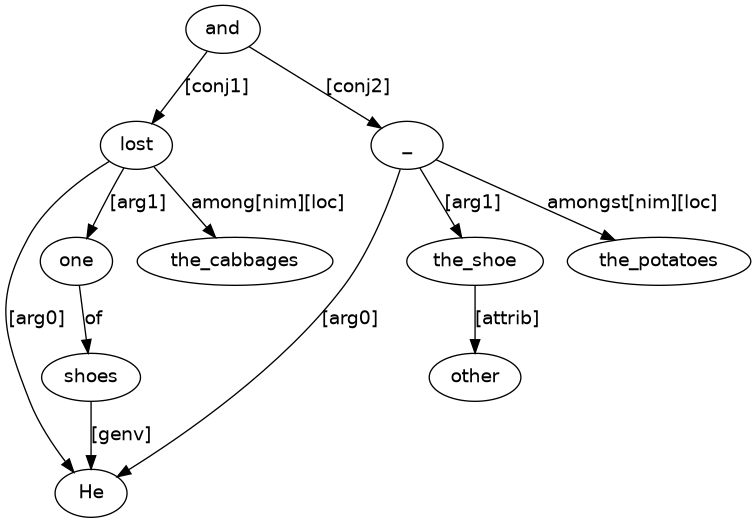 and
[conj1] [conj2]
lost _
[arg1] among[nim][loc] [arg1] amongst[nim][loc]
one the_cabbages the_shoe the_potatoes
[arg0] of [arg0] [attrib]
shoes other
[genv]
He